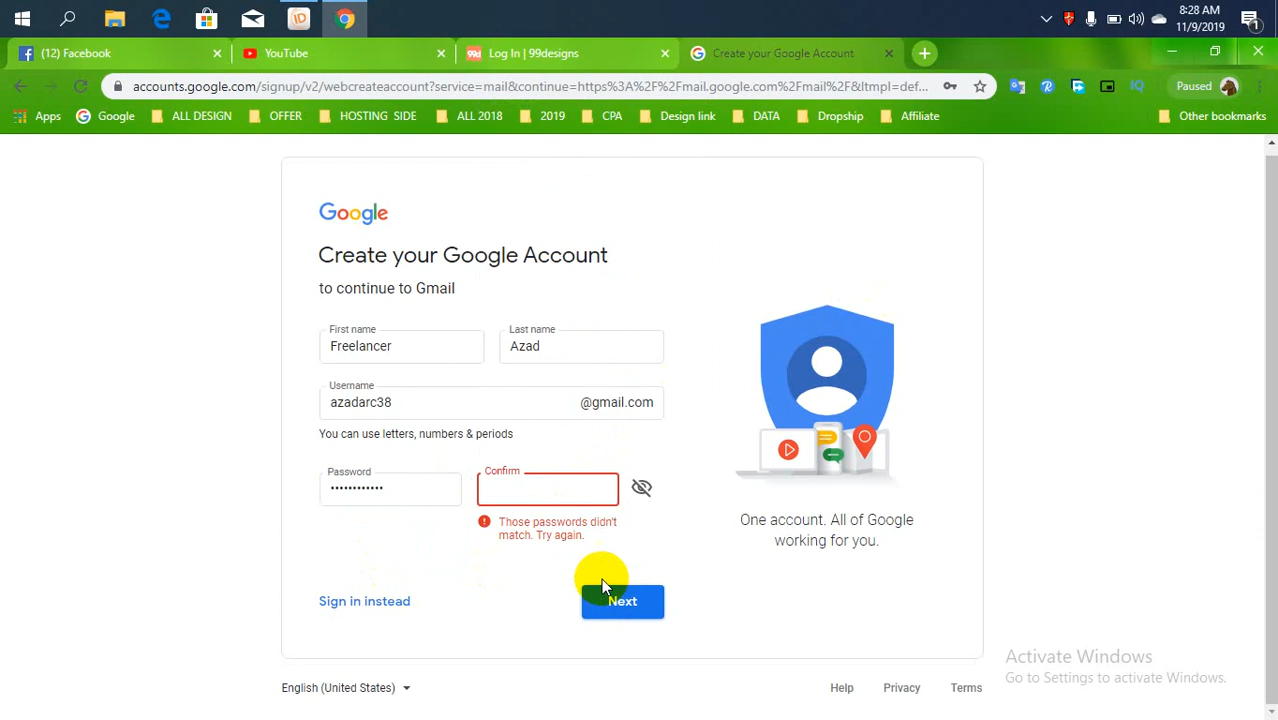 8:28 AM
11/9/2019
1
(12) Facebook
YouTube
99d Log In | 99designs
Create your Google Account
accounts.google.com/signup/v2/webcreateaccount?service=mail&continue=https%3A%2F%2Fmail.google.com%2Fmail%2F&ltmpl=def...
Paused
Apps
Google
ALL DESIGN
OFFER
HOSTING SIDE
ALL 2018
2019
CPA
Design link
DATA
Dropship
Affiliate
Other bookmarks
Google
Create your Google Account
to continue to Gmail
First name
Freelancer
Last name
Azad
Username
azadarc38
@gmail.com
You can use letters, numbers & periods
Password
••••••••••••
Confirm
Those passwords didn't
match. Try again.
Sign in instead
Next
One account. All of Google
working for you.
Activate Windows
Go to Settings to activate Windows.
English (United States)
Help
Privacy
Terms